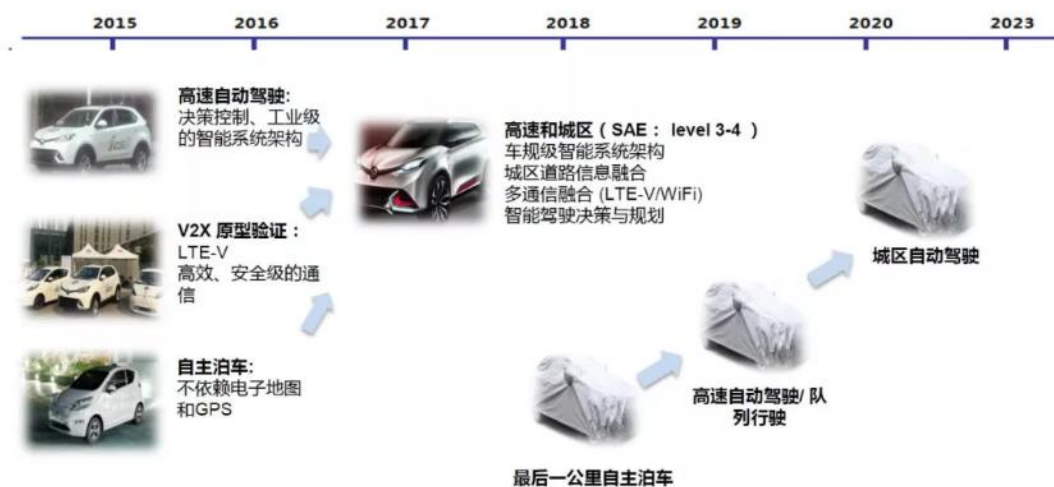 2015 2016 2017 2018 2019 2020 2023
高速自动驾驶:
决策控制、工业级
的智能系统架构
V2X 原型验证：
LTE-V
高效、安全级的通
信
自主泊车:
不依赖电子地图
和GPS
高速和城区（SAE： level 3-4 ）
车规级智能系统架构
城区道路信息融合
多通信融合 (LTE-V/WiFi)
智能驾驶决策与规划
最后一公里自主泊车
高速自动驾驶/ 队
列行驶
城区自动驾驶